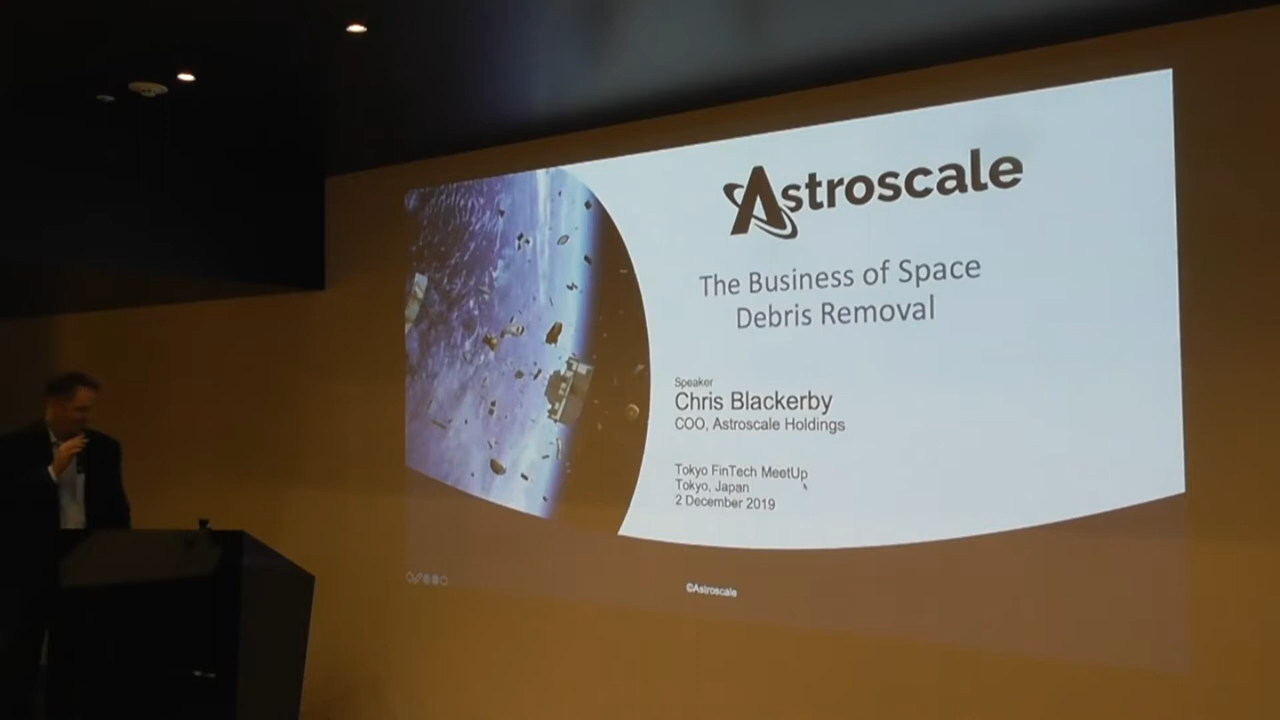 Astroscale
The Business of Space
Debris Removal
Speaker
Chris Blackerby
COO, Astroscale Holdings
Tokyo FinTech MeetUp
Tokyo, Japan
2 December 2019
©Astroscale